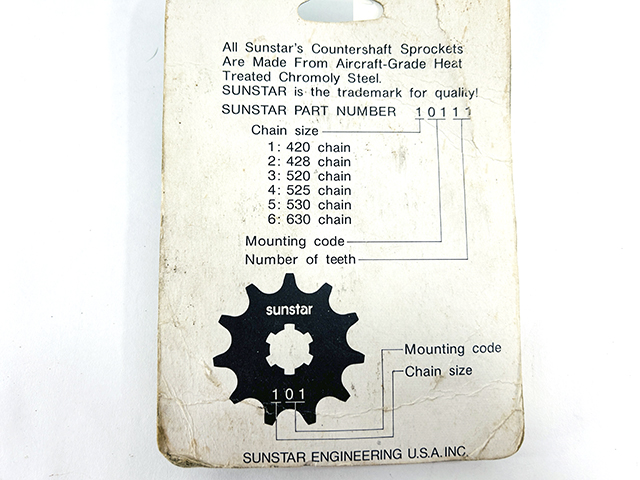 All Sunstar's Countershaft Sprockets
Are Made From Aircraft-Grade Heat
Treated Chromoly Steel.
SUNSTAR is the trademark for quality!
SUNSTAR PART NUMBER 10111
Chain size
1: 420 chain
2: 428 chain
3: 520 chain
4: 525 chain
5: 530 chain
6: 630 chain
Mounting code
Number of teeth
sunstar
Mounting code
Chain size
101
SUNSTAR ENGINEERING U.S.A. INC.